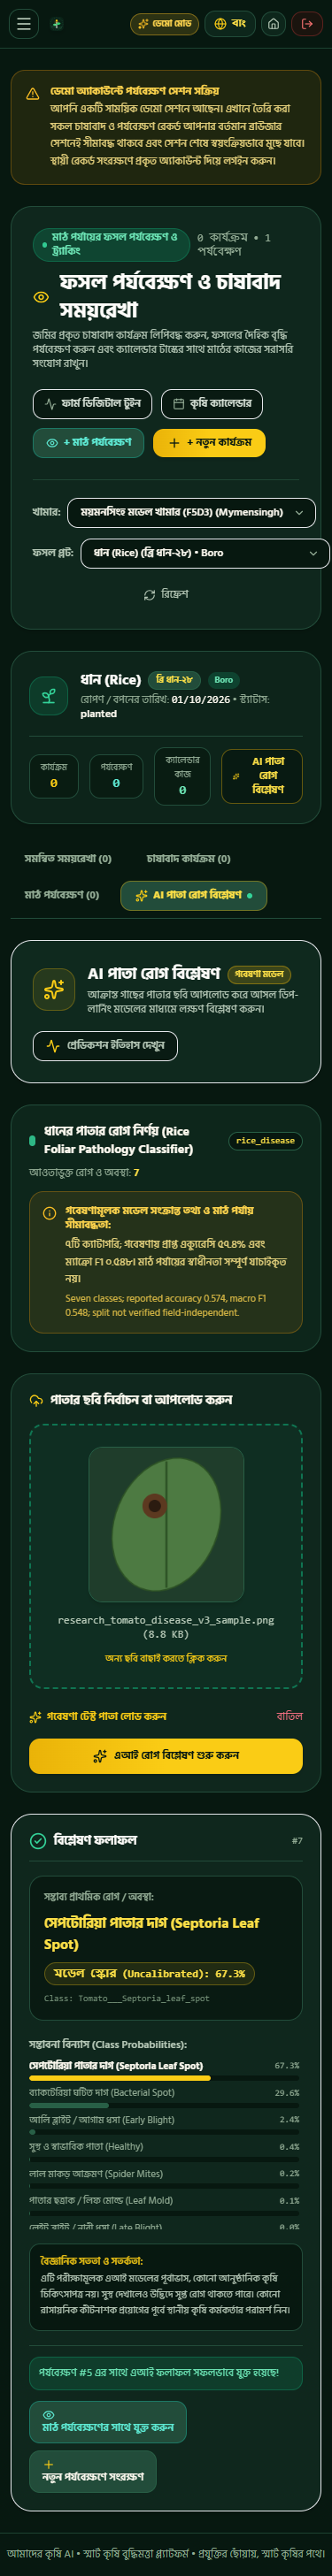 ডেমো মোড
বাং
ডেমো অ্যাকাউন্টে পর্যবেক্ষণ সেশন সক্রিয়
আপনি একটি সাময়িক ডেমো সেশনে আছেন। এখানে তৈরি করা
সকল চাষাবাদ ও পর্যবেক্ষণ রেকর্ড আপনার বর্তমান ব্রাউজার
সেশনেই সীমাবদ্ধ থাকবে এবং সেশন শেষে স্বয়ংক্রিয়ভাবে মুছে যাবে।
স্থায়ী রেকর্ড সংরক্ষণে প্রকৃত অ্যাকাউন্ট দিয়ে লগইন করুন।
মাঠ পর্যায়ের ফসল পর্যবেক্ষণ ও ট্র্যাকিং
0 কার্যক্রম • 1 পর্যবেক্ষণ
ফসল পর্যবেক্ষণ ও চাষাবাদ
সময়রেখা
জমির প্রকৃত চাষাবাদ কার্যক্রম লিপিবদ্ধ করুন, ফসলের দৈহিক বৃদ্ধি
পর্যবেক্ষণ করুন এবং ক্যালেন্ডার টাস্কের সাথে মাঠের কাজের সরাসরি
সংযোগ রাখুন।
ফার্ম ডিজিটাল টুইন
কৃষি ক্যালেন্ডার
+ মাঠ পর্যবেক্ষণ
+ নতুন কার্যক্রম
খামার:
ময়মনসিংহ মডেল খামার (F5D3) (Mymensingh)
ফসল প্লট:
ধান (Rice) (ব্রি ধান-২৮) • Boro
রিফ্রেশ
ধান (Rice)
ব্রি ধান-২৮
Boro
রোপণ / বপনের তারিখ: 01/10/2026 • স্ট্যাটাস:
planted
কার্যক্রম
0
পর্যবেক্ষণ
0
ক্যালেন্ডার কাজ
0
AI পাতা রোগ বিশ্লেষণ
সমন্বিত সময়রেখা (0)
চাষাবাদ কার্যক্রম (0)
মাঠ পর্যবেক্ষণ (0)
AI পাতা রোগ বিশ্লেষণ
AI পাতা রোগ বিশ্লেষণ
গবেষণা মডেল
আক্রান্ত গাছের পাতার ছবি আপলোড করে আসল ডিপ-
লার্নিং মডেলের মাধ্যমে লক্ষণ বিশ্লেষণ করুন।
প্রেডিকশন ইতিহাস দেখুন
ধানের পাতার রোগ নির্ণয় (Rice
Foliar Pathology Classifier)
rice_disease
আওতাভুক্ত রোগ ও অবস্থা: 7
গবেষণামূলক মডেল সংক্রান্ত তথ্য ও মাঠ পর্যায়
সীমাবদ্ধতা:
৭টি ক্যাটাগরি; গবেষণায় প্রাপ্ত একুরেসি ৫৭.৪% এবং
ম্যাক্রো F1 ০.৫৪৮। মাঠ পর্যায়ের স্বাধীনতা সম্পূর্ণ যাচাইকৃত
নয়।
Seven classes; reported accuracy 0.574, macro F1
0.548; split not verified field-independent.
পাতার ছবি নির্বাচন বা আপলোড করুন
research_tomato_disease_v3_sample.png
(8.8 KB)
অন্য ছবি বাছাই করতে ক্লিক করুন
গবেষণা টেস্ট পাতা লোড করুন
বাতিল
এআই রোগ বিশ্লেষণ শুরু করুন
বিশ্লেষণ ফলাফল
#7
সম্ভাব্য প্রাথমিক রোগ / অবস্থা:
সেপ্টোরিয়া পাতার দাগ (Septoria Leaf
Spot)
মডেল স্কোর (Uncalibrated): 67.3%
Class: Tomato___Septoria_leaf_spot
সম্ভাবনা বিন্যাস (Class Probabilities):
সেপ্টোরিয়া পাতার দাগ (Septoria Leaf Spot) 67.3%
ব্যাকটেরিয়া ঘটিত দাগ (Bacterial Spot) 29.6%
আর্লি ব্লাইট / আগাম ধসা (Early Blight) 2.4%
সুস্থ ও স্বাভাবিক পাতা (Healthy) 0.4%
লাল মাকড় আক্রমণ (Spider Mites) 0.2%
পাতার ছত্রাক / লিফ মোল্ড (Leaf Mold) 0.1%
লেইট ব্লাইট / নাবী ধসা (Late Blight) 0.0%
বৈজ্ঞানিক সততা ও সতর্কতা:
এটি পরীক্ষামূলক এআই মডেলের পূর্বাভাস, কোনো আনুষ্ঠানিক কৃষি
চিকিৎসাপত্র নয়। সুস্থ দেখালেও উদ্ভিদে সুপ্ত রোগ থাকতে পারে। কোনো
রাসায়নিক কীটনাশক প্রয়োগের পূর্বে স্থানীয় কৃষি কর্মকর্তার পরামর্শ নিন।
পর্যবেক্ষণ #5 এর সাথে এআই ফলাফল সফলভাবে যুক্ত হয়েছে!
মাঠ পর্যবেক্ষণের সাথে যুক্ত করুন
নতুন পর্যবেক্ষণে সংরক্ষণ
আমাদের কৃষি AI • স্মার্ট কৃষি বুদ্ধিমত্তা প্ল্যাটফর্ম • প্রযুক্তির ছোঁয়ায়, স্মার্ট কৃষির পথে।